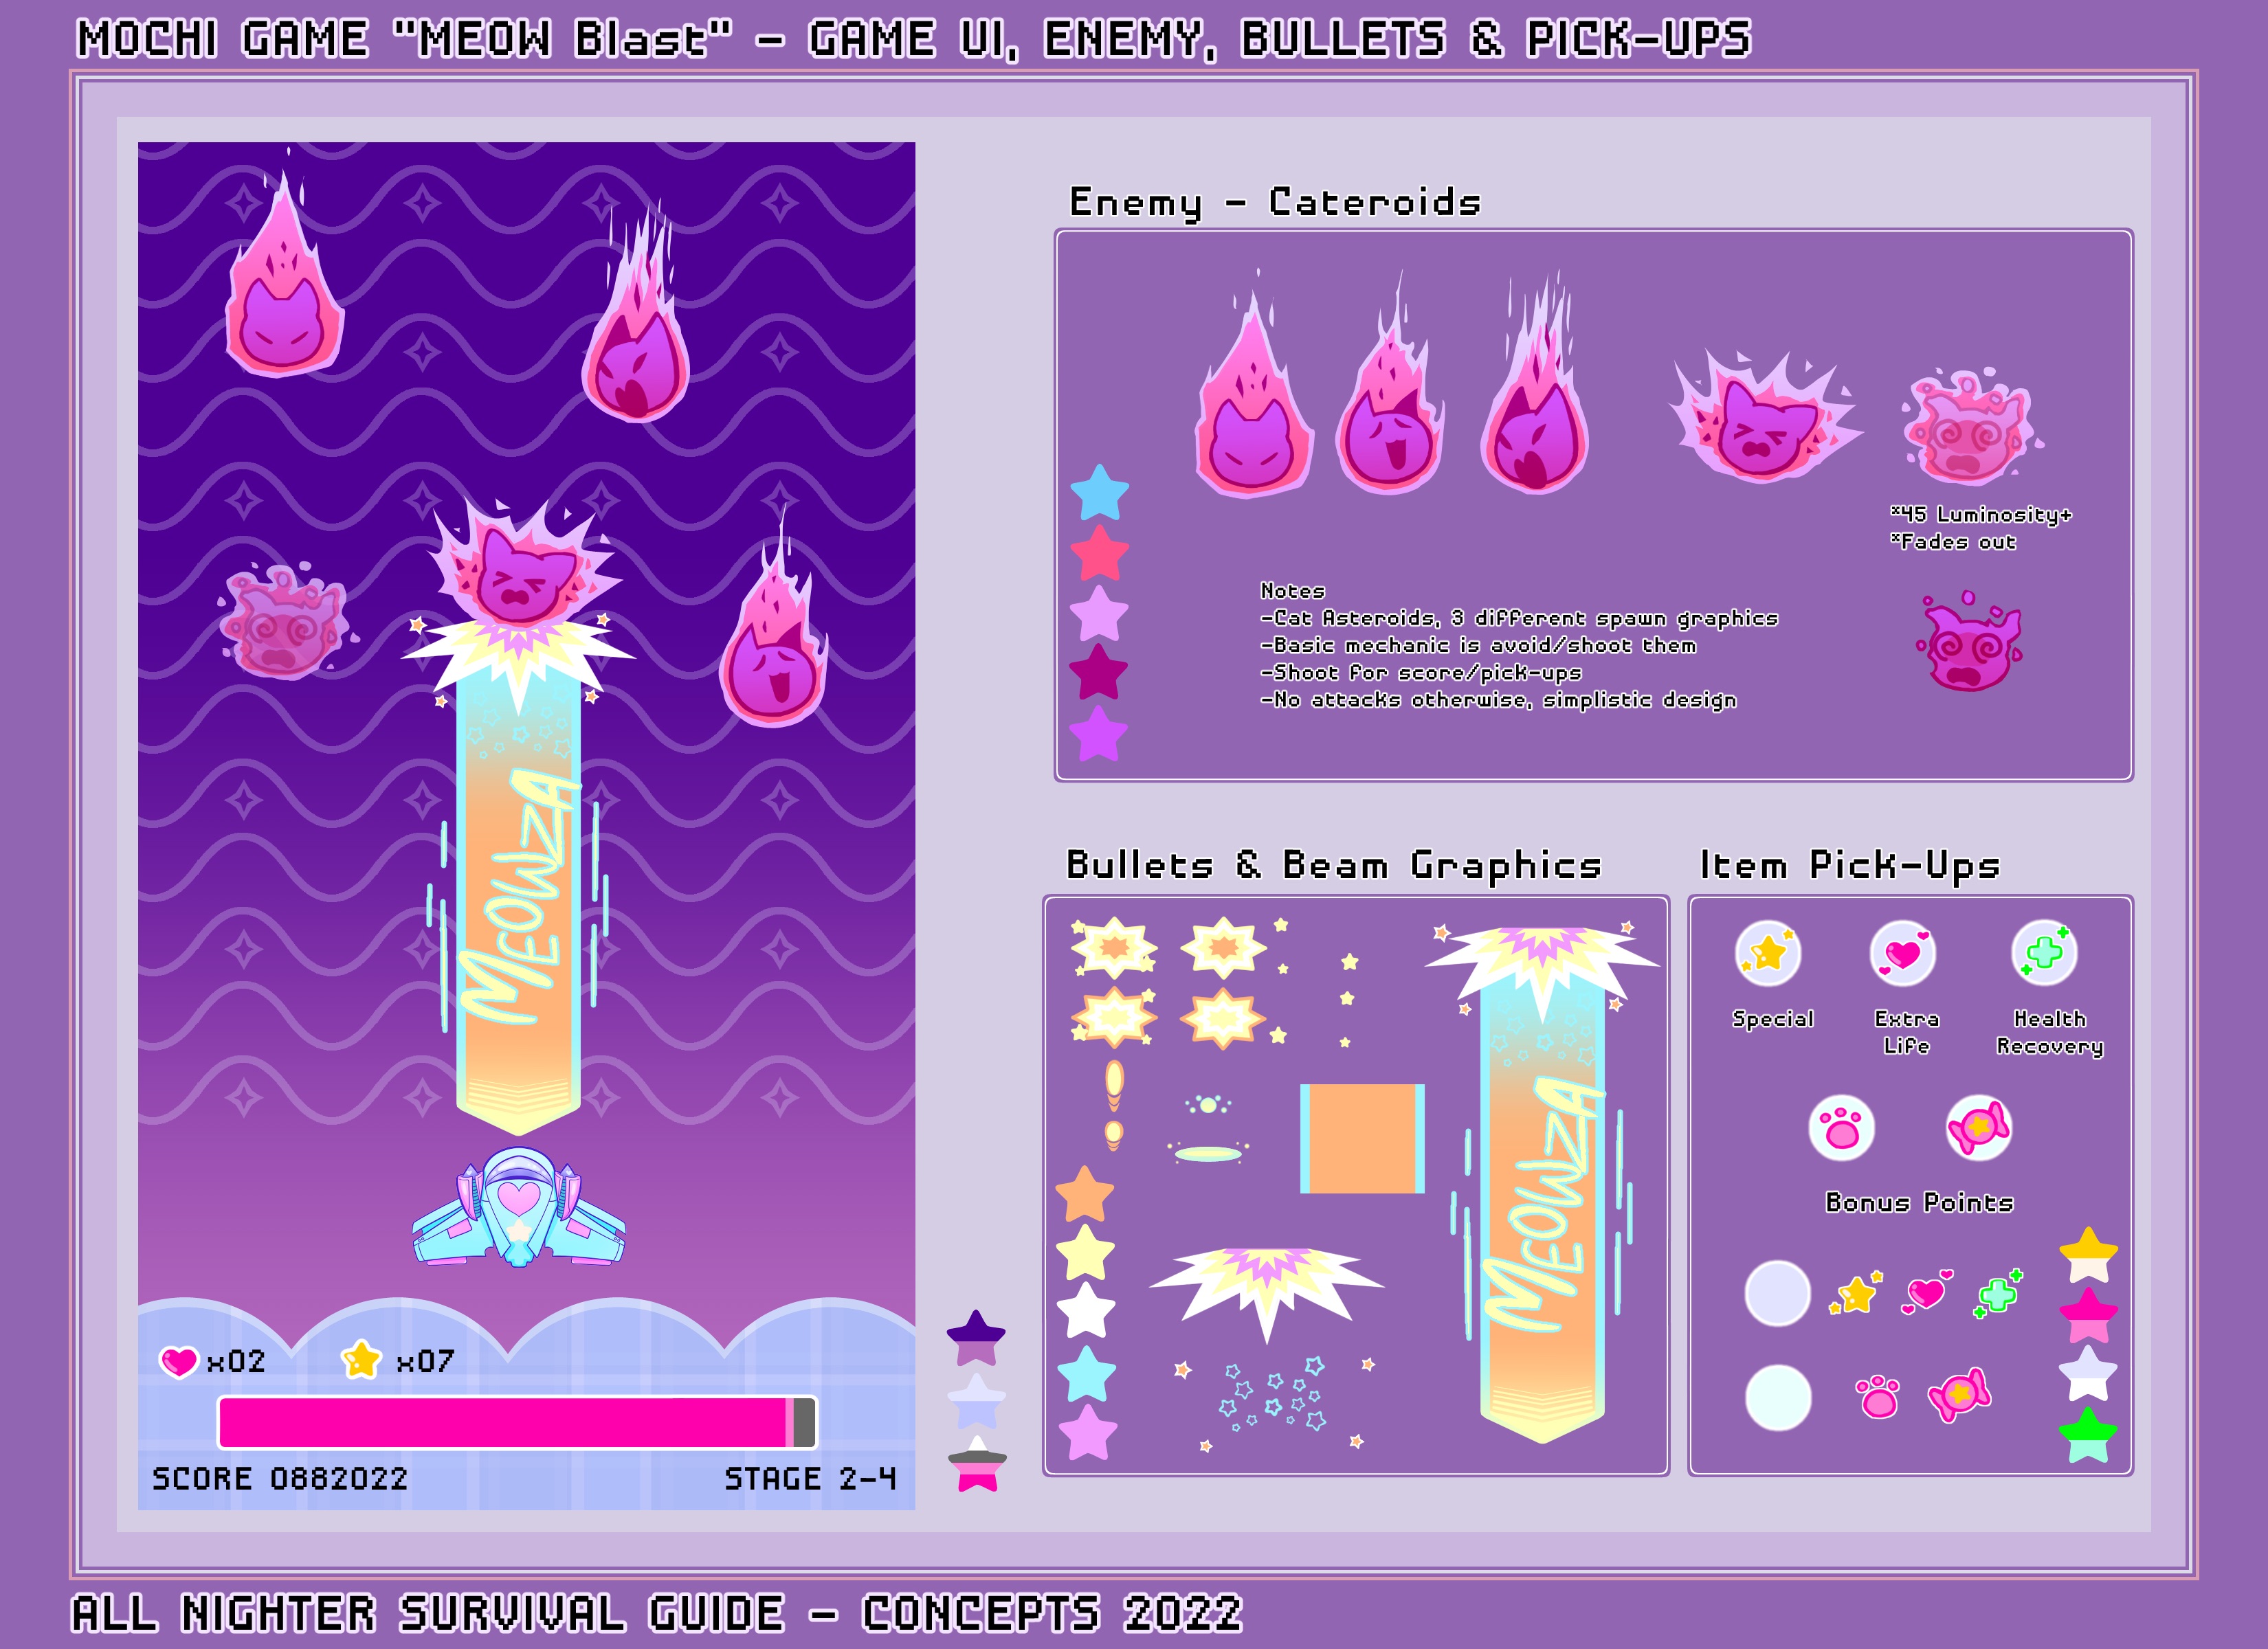 MOCHI GAME "MEOW Blast" - GAME UI, ENEMY, BULLETS & PICK-UPS
MEOWZA
x02
x07
SCORE 0882022
STAGE 2-4
Enemy - Cateroids
*45 Luminosity+
*Fades out
Notes
-Cat Asteroids, 3 different spawn graphics
-Basic mechanic is avoid/shoot them
-Shoot for score/pick-ups
-No attacks otherwise, simplistic design
Bullets & Beam Graphics
MEOWZA
Item Pick-Ups
Special
Extra
Life
Health
Recovery
Bonus Points
ALL NIGHTER SURVIVAL GUIDE - CONCEPTS 2022